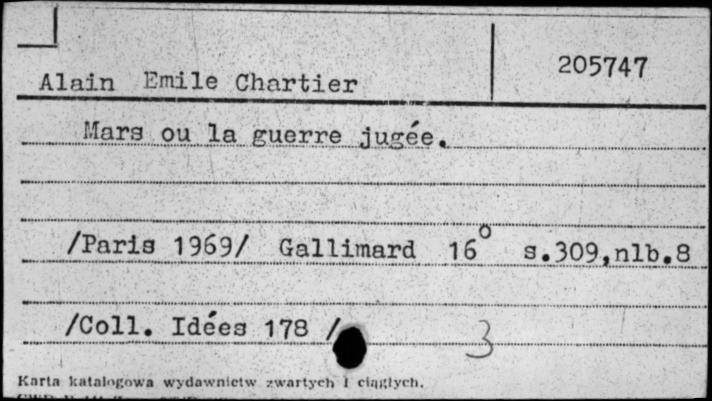 205747
Alain Emile Chartier
Mars ou la guerre jugée.
/Paris 1969/ Gallimard 16° s.309,nlb.8
/Coll. Idées 178 /
3
Karta katalogowa wydawnictw zwartych i ciągłych.